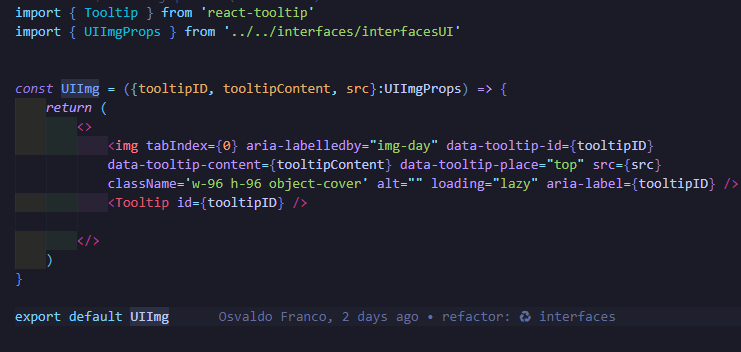 import { Tooltip } from 'react-tooltip'
import { UIImgProps } from '../../interfaces/interfacesUI'
const UIImg = ({tooltipID, tooltipContent, src}:UIImgProps) => {
return (
<>
<img tabIndex={0} aria-labelledby="img-day" data-tooltip-id={tooltipID}
data-tooltip-content={tooltipContent} data-tooltip-place="top" src={src}
className='w-96 h-96 object-cover' alt="" loading="lazy" aria-label={tooltipID} />
<Tooltip id={tooltipID} />
</>
)
}
export default UIImg Osvaldo Franco, 2 days ago • refactor: ♻ interfaces